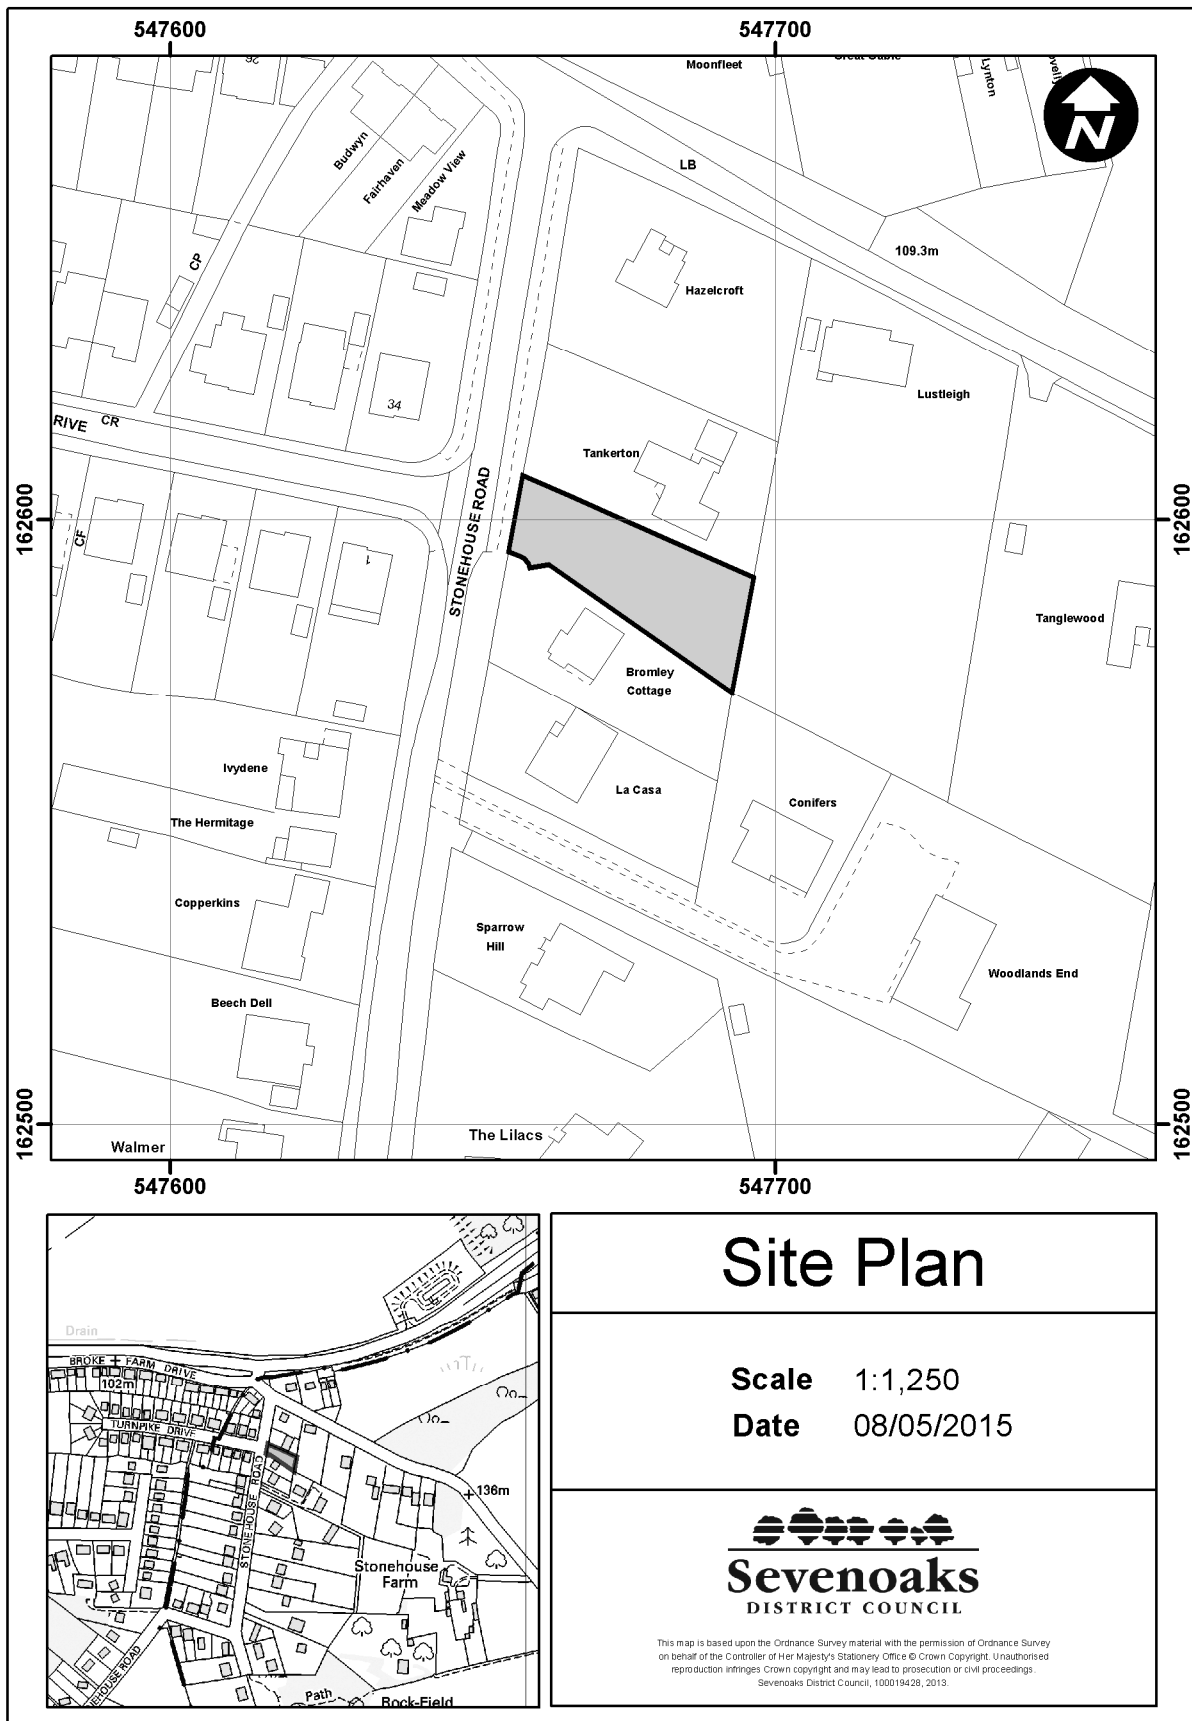 547600
547700
26
Moonfleet
Great Gable
Lynton
N
Budwyn
Fairhaven
Meadow View
LB
109.3m
CP
Hazelcroft
Lustleigh
34
RIVE
CR
Tankerton
STONEHOUSE ROAD
162600
162600
CF
1
Tanglewood
Bromley
Cottage
Ivydene
La Casa
Conifers
The Hermitage
Copperkins
Sparrow
Hill
Woodlands End
Beech Dell
162500
162500
Walmer
The Lilacs
547600
547700
Drain
BROKE FARM DRIVE
102m
TURNPIKE DRIVE
STONEHOUSE ROAD
136m
Stonehouse
Farm
NEHOUSE ROAD
Path
Rock-Field
Site Plan
Scale 1:1,250
Date 08/05/2015
Sevenoaks
DISTRICT COUNCIL
This map is based upon the Ordnance Survey material with the permission of Ordnance Survey
on behalf of the Controller of Her Majesty's Stationery Office © Crown Copyright. Unauthorised
reproduction infringes Crown copyright and may lead to prosecution or civil proceedings.
Sevenoaks District Council, 100019428, 2013.